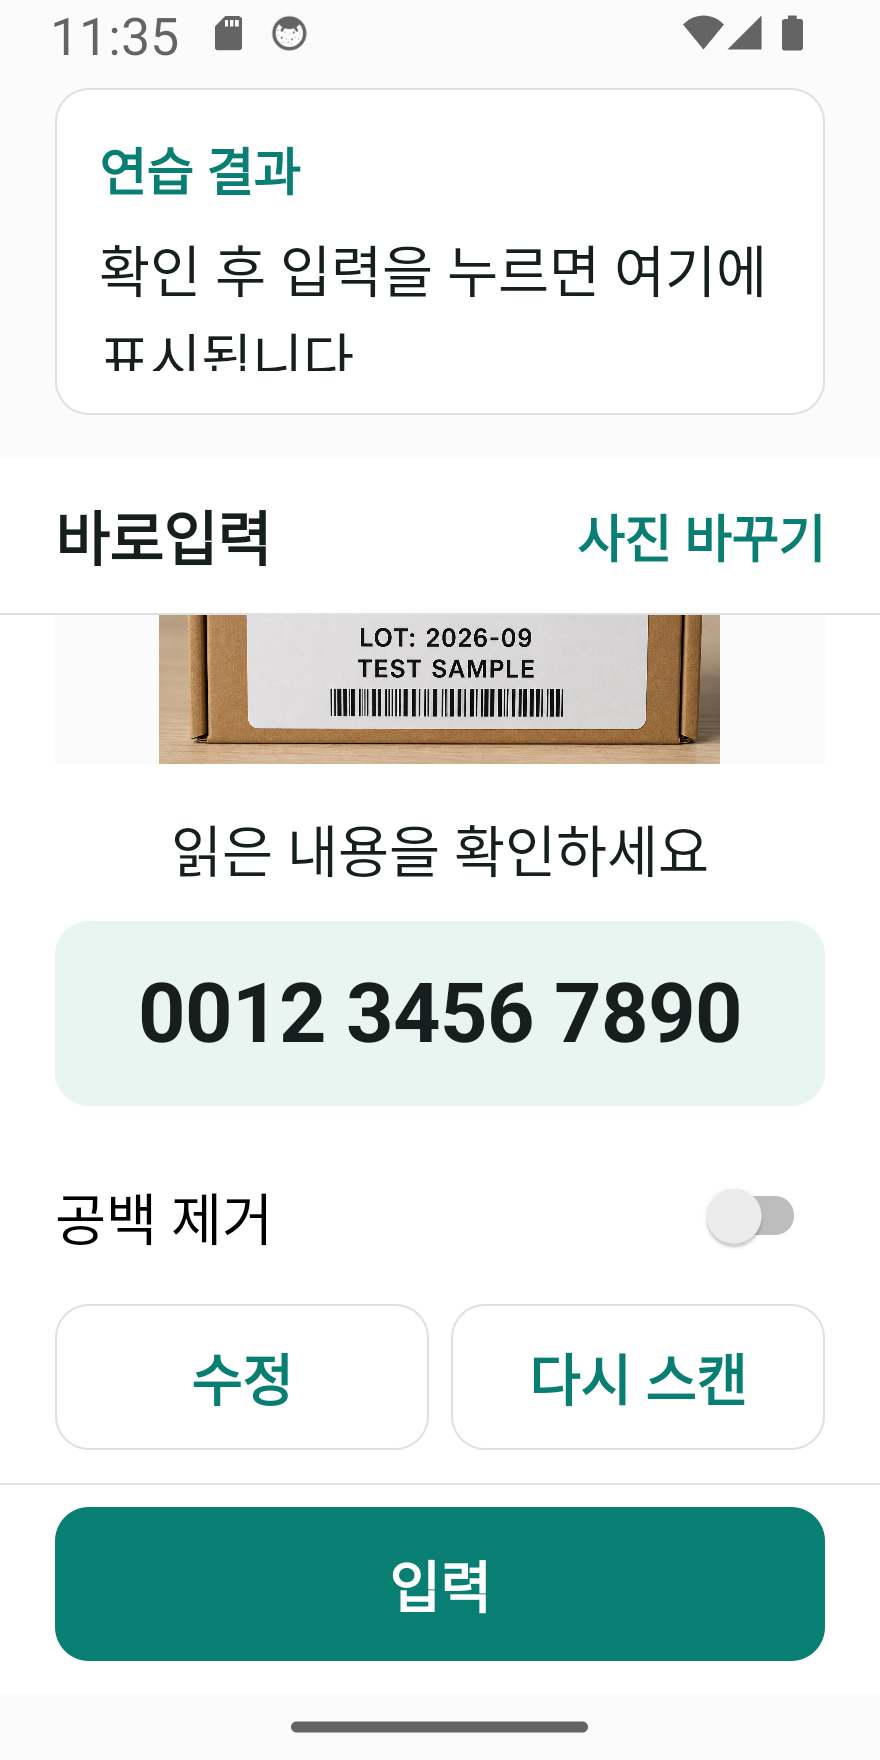 11:35
연습 결과
확인 후 입력을 누르면 여기에
표시됩니다
바로입력
사진 바꾸기
LOT: 2026-09
TEST SAMPLE
읽은 내용을 확인하세요
0012 3456 7890
공백 제거
수정
다시 스캔
입력